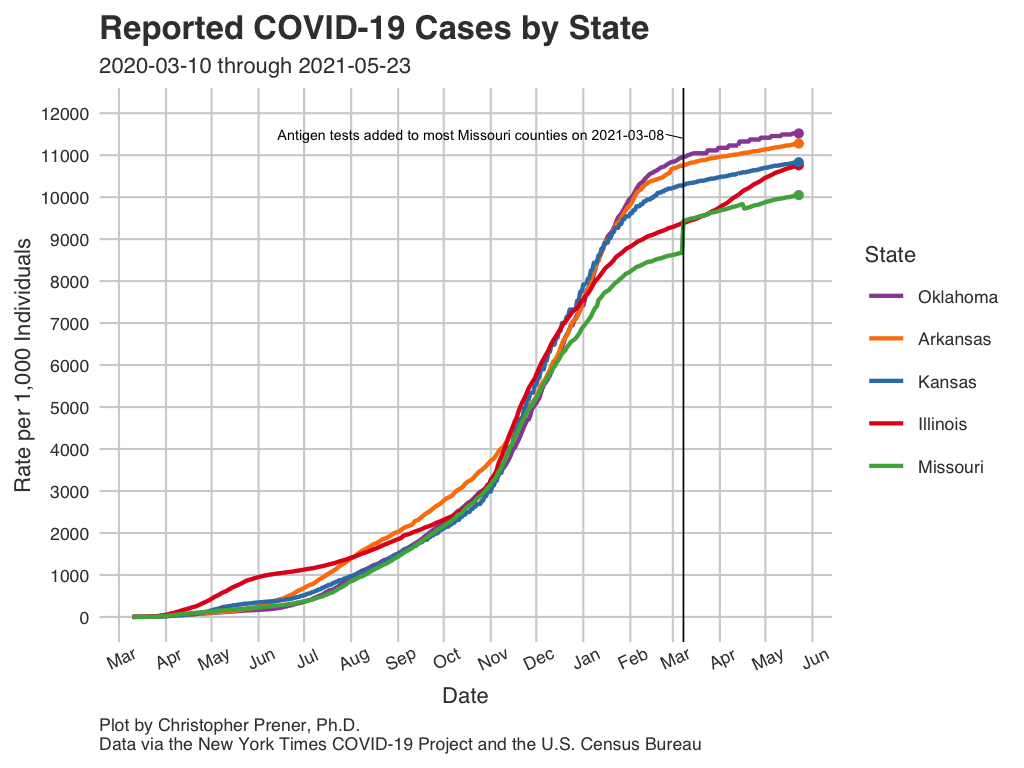 Reported COVID-19 Cases by State
2020-03-10 through 2021-05-23
12000
11000
10000
9000
8000
7000
6000
5000
4000
3000
2000
1000
0
Rate per 1,000 Individuals
Antigen tests added to most Missouri counties on 2021-03-08
State
Oklahoma
Arkansas
Kansas
Illinois
Missouri
Mar Apr May Jun Jul Aug Sep Oct Nov Dec Jan Feb Mar Apr May Jun
Date
Plot by Christopher Prener, Ph.D.
Data via the New York Times COVID-19 Project and the U.S. Census Bureau